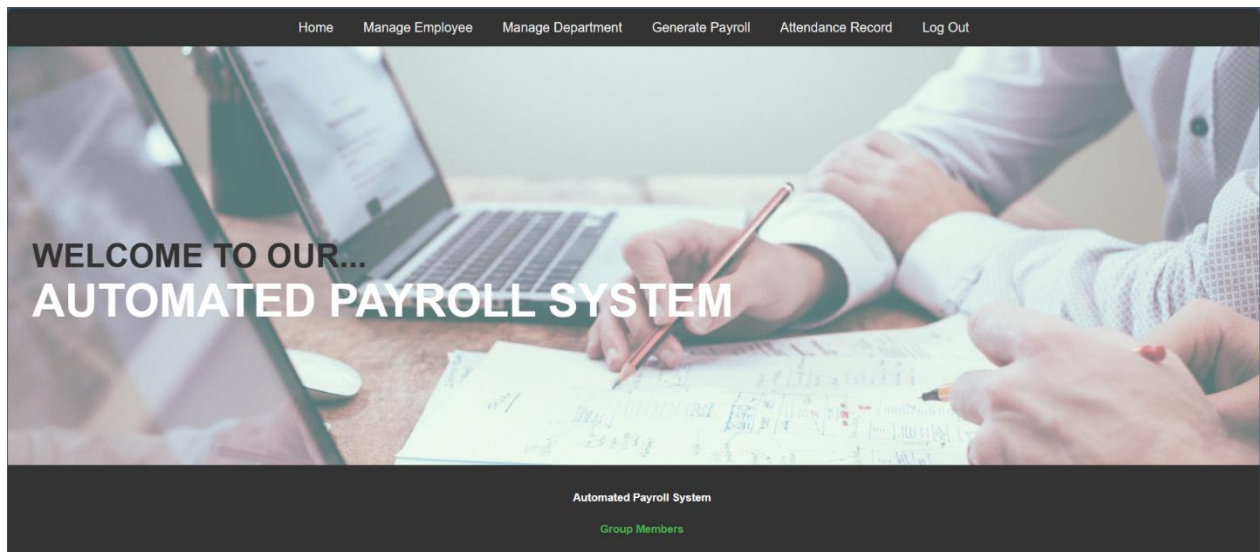 Home Manage Employee Manage Department Generate Payroll Attendance Record Log Out
WELCOME TO OUR...
AUTOMATED PAYROLL SYSTEM
Automated Payroll System
Group Members